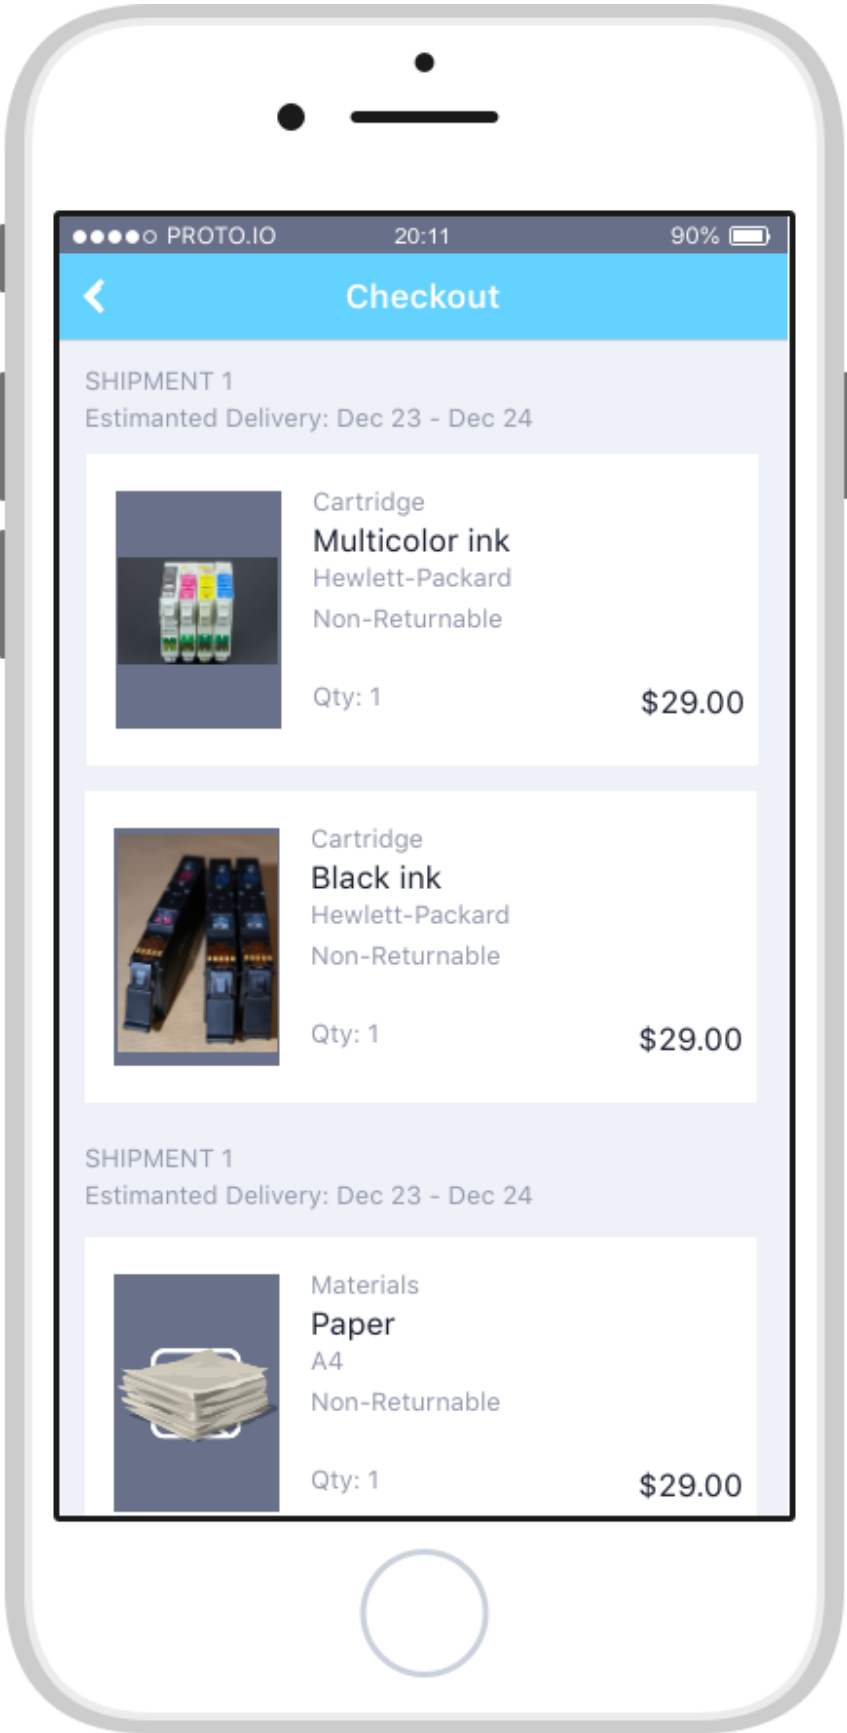 PROTO.IO 20:11 90%
Checkout
SHIPMENT 1
Estimanted Delivery: Dec 23 - Dec 24
Cartridge
Multicolor ink
Hewlett-Packard
Non-Returnable
Qty: 1 $29.00
Cartridge
Black ink
Hewlett-Packard
Non-Returnable
Qty: 1 $29.00
SHIPMENT 1
Estimanted Delivery: Dec 23 - Dec 24
Materials
Paper
A4
Non-Returnable
Qty: 1 $29.00